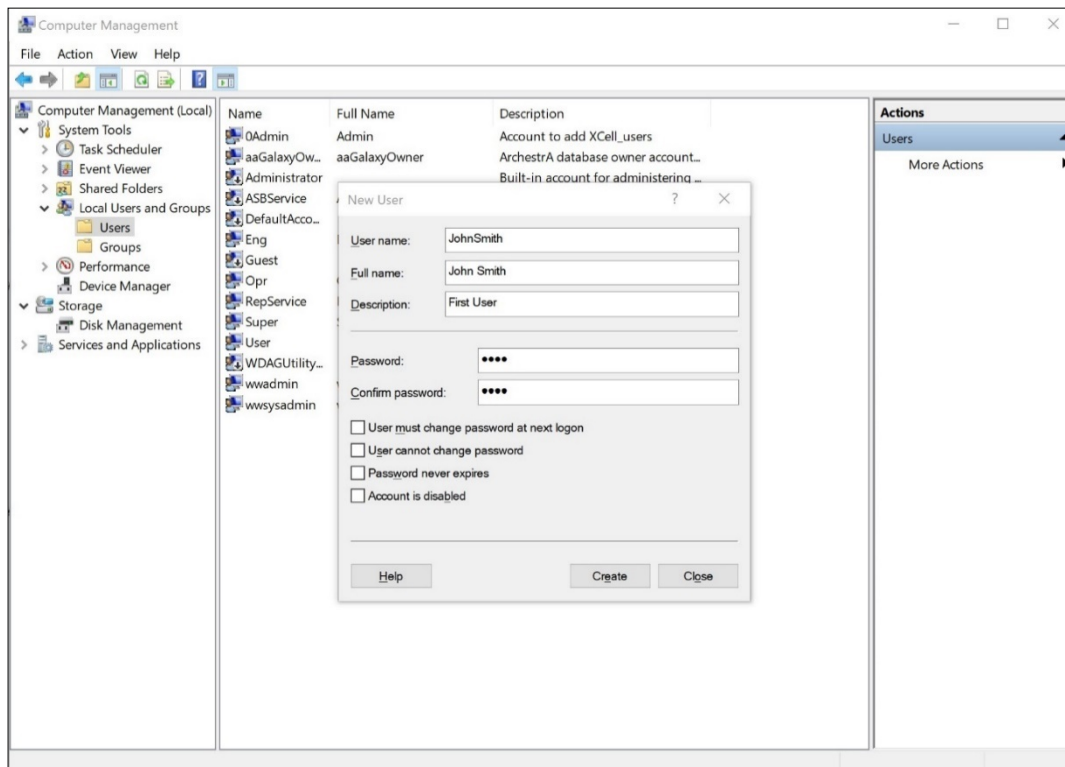 Computer Management
File Action View Help
Computer Management (Local)
System Tools
Task Scheduler
Event Viewer
Shared Folders
Local Users and Groups
Users
Groups
Performance
Device Manager
Storage
Disk Management
Services and Applications
Name Full Name Description
0Admin Admin Account to add XCell_users
aaGalaxyOw... aaGalaxyOwner ArchestrA database owner account...
Administrator Built-in account for administering ...
ASBService
DefaultAcco...
Eng
Guest
Opr
RepService
Super
User
WDAGUtility...
wwadmin
wwsysadmin
New User ?
User name: JohnSmith
Full name: John Smith
Description: First User
Password: ••••
Confirm password: ••••
User must change password at next logon
User cannot change password
Password never expires
Account is disabled
Help Create Close
Actions
Users
More Actions